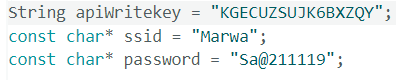 String apiWritekey = "KGECUZSUJK6BXZQY";
const char* ssid = "Marwa";
const char* password = "Sa@211119";